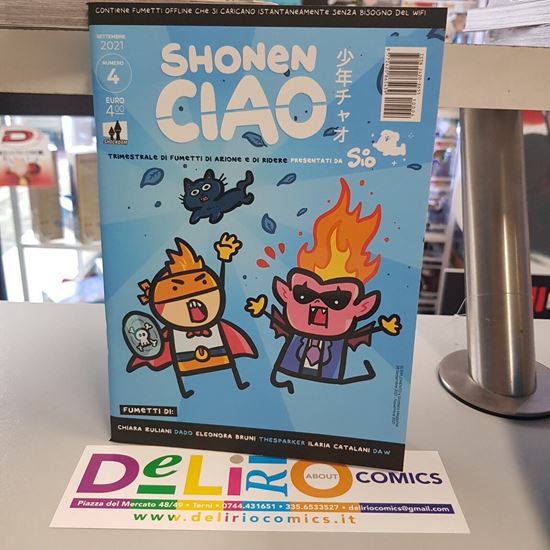 CONTIENE FUMETTI OFFLINE CHE SI CARICANO ISTANTANEAMENTE SENZA BISOGNO DEL WIFI
SETTEMBRE
2021
NUMERO
4
EURO
4,00
SHOCKDOM
SHONEN
CIAO
少年チャオ
TRIMESTRALE DI FUMETTI DI AZIONE E DI RIDERE PRESENTATI DA SIO
FUMETTI DI:
CHIARA ZULIANI DADO ELEONORA BRUNI THESPARKER ILARIA CATALANI DAW
DeLiRiO ABOUT COMICS
Piazza del Mercato 48/49 • Terni • 0744.431651 • 335.6533527 • deliriocomics@gmail.com
www.deliriocomics.it